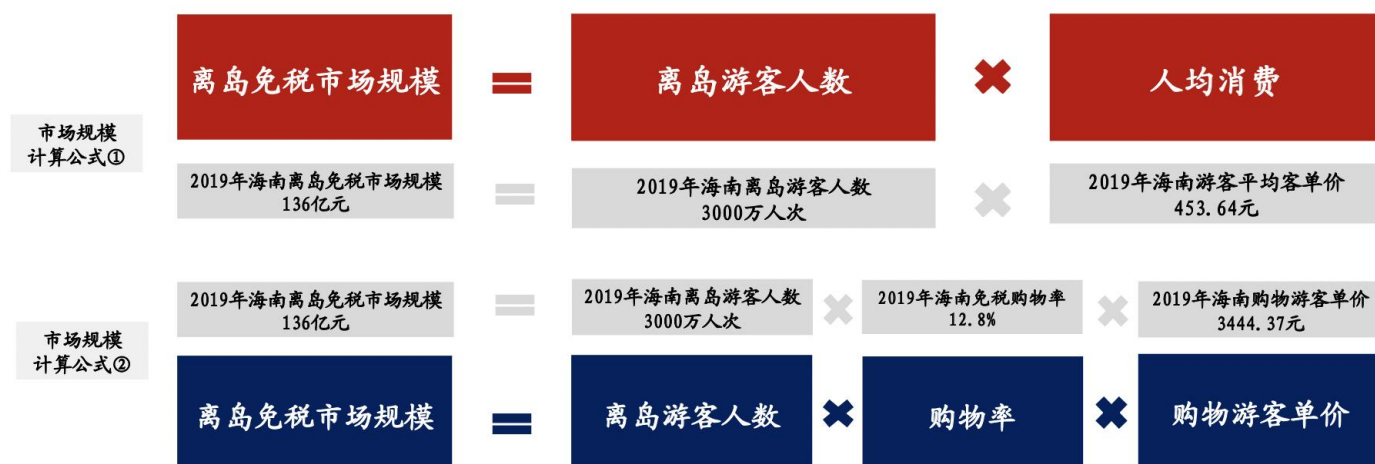 离岛免税市场规模 = 离岛游客人数 × 人均消费
市场规模
计算公式①
2019年海南离岛免税市场规模
136亿元
=
2019年海南离岛游客人数
3000万人次
×
2019年海南游客平均客单价
453.64元
2019年海南离岛免税市场规模
136亿元
=
2019年海南离岛游客人数
3000万人次
×
2019年海南免税购物率
12.8%
×
2019年海南购物游客单价
3444.37元
市场规模
计算公式②
离岛免税市场规模 = 离岛游客人数 × 购物率 × 购物游客单价